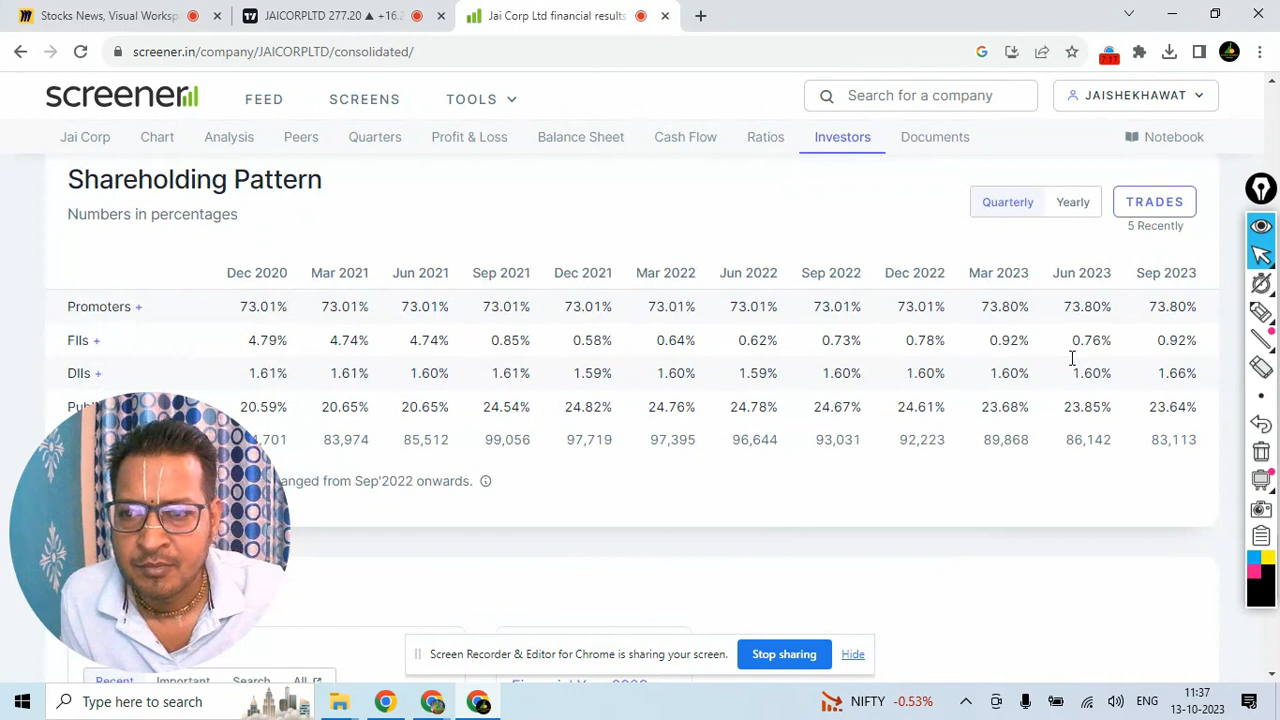 Stocks News, Visual Worksp
JAICORPLTD 277.20 ▲ +16.2
Jai Corp Ltd financial results
screener.in/company/JAICORPLTD/consolidated/
7:17
screener
FEED
SCREENS
TOOLS
Search for a company
JAISHEKHAWAT
Jai Corp
Chart
Analysis
Peers
Quarters
Profit & Loss
Balance Sheet
Cash Flow
Ratios
Investors
Documents
Notebook
Shareholding Pattern
Numbers in percentages
Quarterly
Yearly
TRADES
5 Recently
Dec 2020 Mar 2021 Jun 2021 Sep 2021 Dec 2021 Mar 2022 Jun 2022 Sep 2022 Dec 2022 Mar 2023 Jun 2023 Sep 2023
Promoters + 73.01% 73.01% 73.01% 73.01% 73.01% 73.01% 73.01% 73.01% 73.01% 73.80% 73.80% 73.80%
FIIs + 4.79% 4.74% 4.74% 0.85% 0.58% 0.64% 0.62% 0.73% 0.78% 0.92% 0.76% 0.92%
DIIs + 1.61% 1.61% 1.60% 1.61% 1.59% 1.60% 1.59% 1.60% 1.60% 1.60% 1.60% 1.66%
20.59% 20.65% 20.65% 24.54% 24.82% 24.76% 24.78% 24.67% 24.61% 23.68% 23.85% 23.64%
,701 83,974 85,512 99,056 97,719 97,395 96,644 93,031 92,223 89,868 86,142 83,113
anged from Sep'2022 onwards.
Screen Recorder & Editor for Chrome is sharing your screen.
Stop sharing
Hide
Recent
Important
Search
All
Type here to search
NIFTY -0.53%
ENG
11:37
13-10-2023